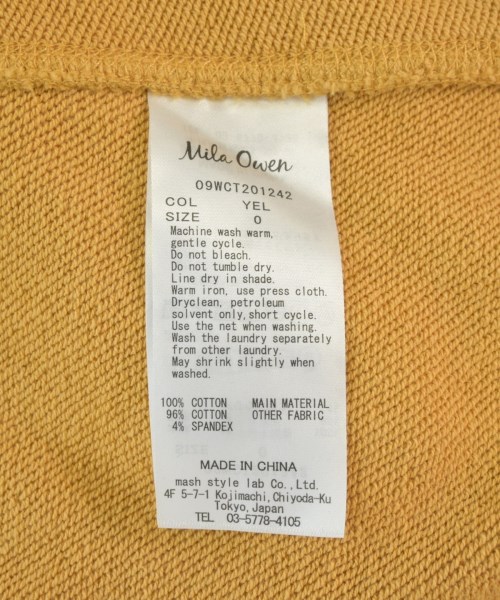 Mila Owen
09WCT201242
COL YEL
SIZE 0
Machine wash warm,
gentle cycle.
Do not bleach.
Do not tumble dry.
Line dry in shade.
Warm iron, use press cloth.
Dryclean, petroleum
solvent only,short cycle.
Use the net when washing.
Wash the laundry separately
from other laundry.
May shrink slightly when
washed.
100% COTTON MAIN MATERIAL
96% COTTON OTHER FABRIC
4% SPANDEX
MADE IN CHINA
mash style lab Co.,Ltd.
4F 5-7-1 Kojimachi,Chiyoda-Ku
Tokyo,Japan
TEL 03-5778-4105